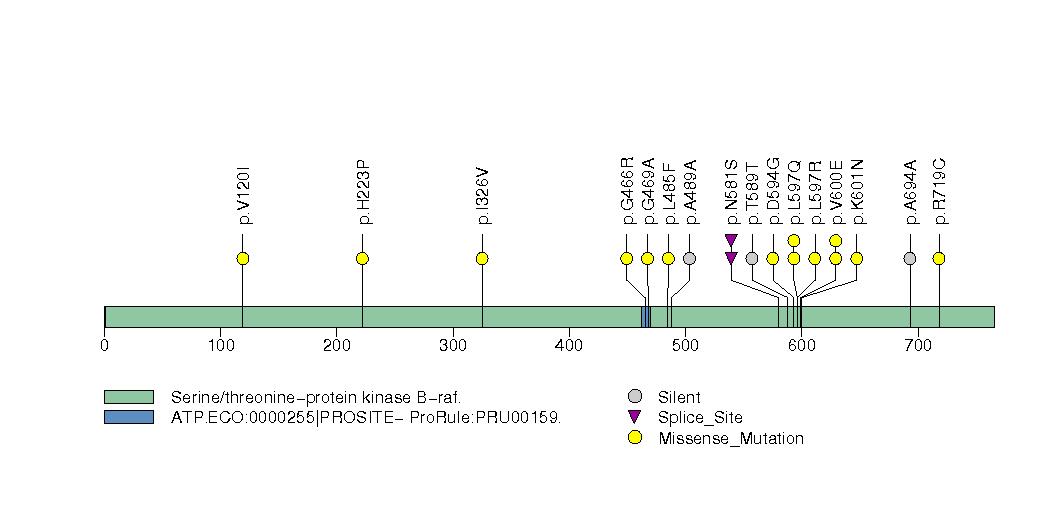 p.V120I
p.H223P
p.I326V
p.G466R
p.G469A
p.L485F
p.A489A
p.N581S
p.T589T
p.D594G
p.L597Q
p.L597R
p.V600E
p.K601N
p.A694A
p.R719C
0 100 200 300 400 500 600 700
Serine/threonine−protein kinase B−raf.
ATP.ECO:0000255|PROSITE− ProRule:PRU00159.
Silent
Splice_Site
Missense_Mutation